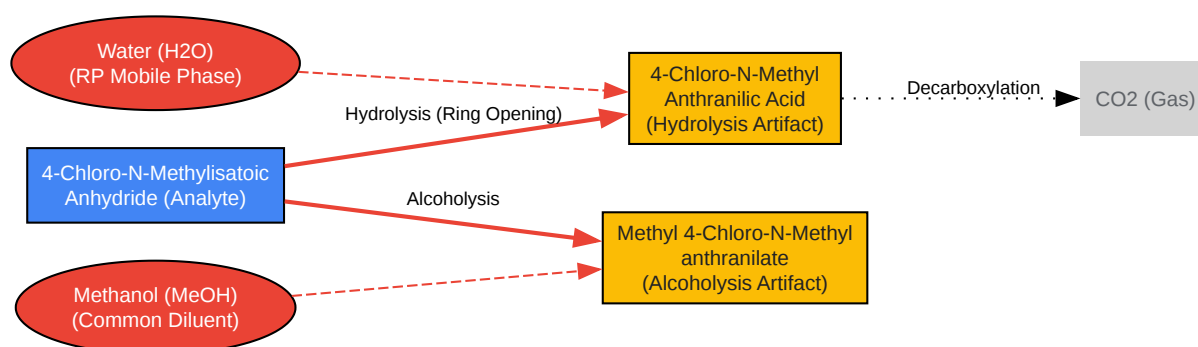 Water (H2O)
(RP Mobile Phase)
4-Chloro-N-Methyl
Anthranilic Acid
(Hydrolysis Artifact)
Decarboxylation
CO2 (Gas)
Hydrolysis (Ring Opening)
4-Chloro-N-Methylisatoic
Anhydride (Analyte)
Alcoholysis
Methyl 4-Chloro-N-Methyl
anthranilate
(Alcoholysis Artifact)
Methanol (MeOH)
(Common Diluent)